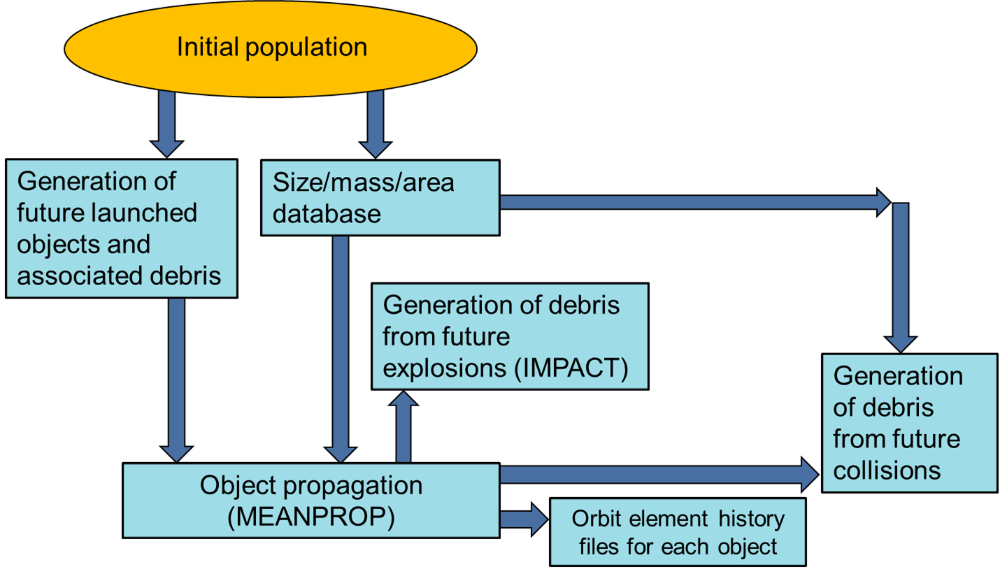 Initial population
Generation of
future launched
objects and
associated debris
Size/mass/area
database
Generation of debris
from future
explosions (IMPACT)
Generation
of debris
from future
collisions
Object propagation
(MEANPROP)
Orbit element history
files for each object